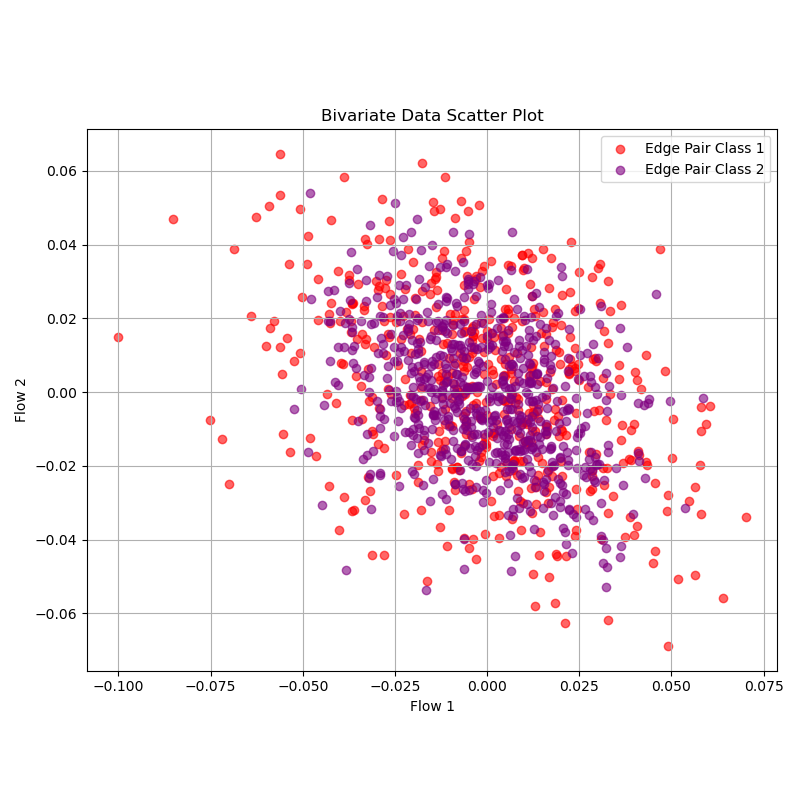 Bivariate Data Scatter Plot
Edge Pair Class 1
Edge Pair Class 2
0.06
0.04
0.02
0.00
−0.02
−0.04
−0.06
Flow 2
−0.100 −0.075 −0.050 −0.025 0.000 0.025 0.050 0.075
Flow 1